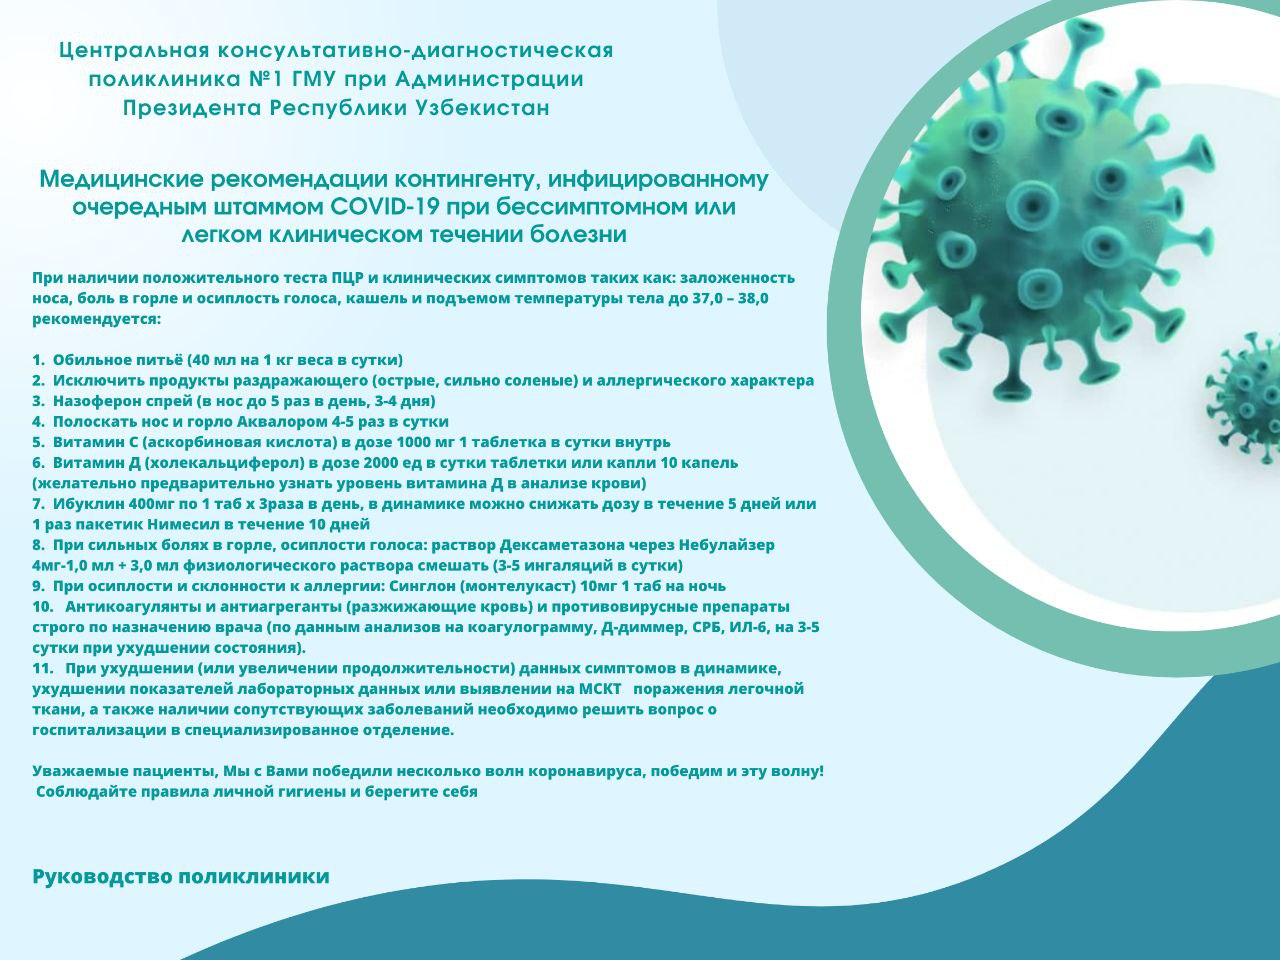 Центральная консультативно-диагностическая
поликлиника №1 ГМУ при Администрации
Президента Республики Узбекистан
Медицинские рекомендации контингенту, инфицированному
очередным штаммом COVID-19 при бессимптомном или
легком клиническом течении болезни
При наличии положительного теста ПЦР и клинических симптомов таких как: заложенность
носа, боль в горле и осиплость голоса, кашель и подъемом температуры тела до 37,0 – 38,0
рекомендуется:
1. Обильное питьё (40 мл на 1 кг веса в сутки)
2. Исключить продукты раздражающего (острые, сильно соленые) и аллергического характера
3. Назоферон спрей (в нос до 5 раз в день, 3-4 дня)
4. Полоскать нос и горло Аквалором 4-5 раз в сутки
5. Витамин С (аскорбиновая кислота) в дозе 1000 мг 1 таблетка в сутки внутрь
6. Витамин Д (холекальциферол) в дозе 2000 ед в сутки таблетки или капли 10 капель
(желательно предварительно узнать уровень витамина Д в анализе крови)
7. Ибуклин 400мг по 1 таб х 3раза в день, в динамике можно снижать дозу в течение 5 дней или
1 раз пакетик Нимесил в течение 10 дней
8. При сильных болях в горле, осиплости голоса: раствор Дексаметазона через Небулайзер
4мг-1,0 мл + 3,0 мл физиологического раствора смешать (3-5 ингаляций в сутки)
9. При осиплости и склонности к аллергии: Синглон (монтелукаст) 10мг 1 таб на ночь
10. Антикоагулянты и антиагреганты (разжижающие кровь) и противовирусные препараты
строго по назначению врача (по данным анализов на коагулограмму, Д-диммер, СРБ, ИЛ-6, на 3-5
сутки при ухудшении состояния).
11. При ухудшении (или увеличении продолжительности) данных симптомов в динамике,
ухудшении показателей лабораторных данных или выявлении на МСКТ поражения легочной
ткани, а также наличии сопутствующих заболеваний необходимо решить вопрос о
госпитализации в специализированное отделение.
Уважаемые пациенты, Мы с Вами победили несколько волн коронавируса, победим и эту волну!
Соблюдайте правила личной гигиены и берегите себя
Руководство поликлиники